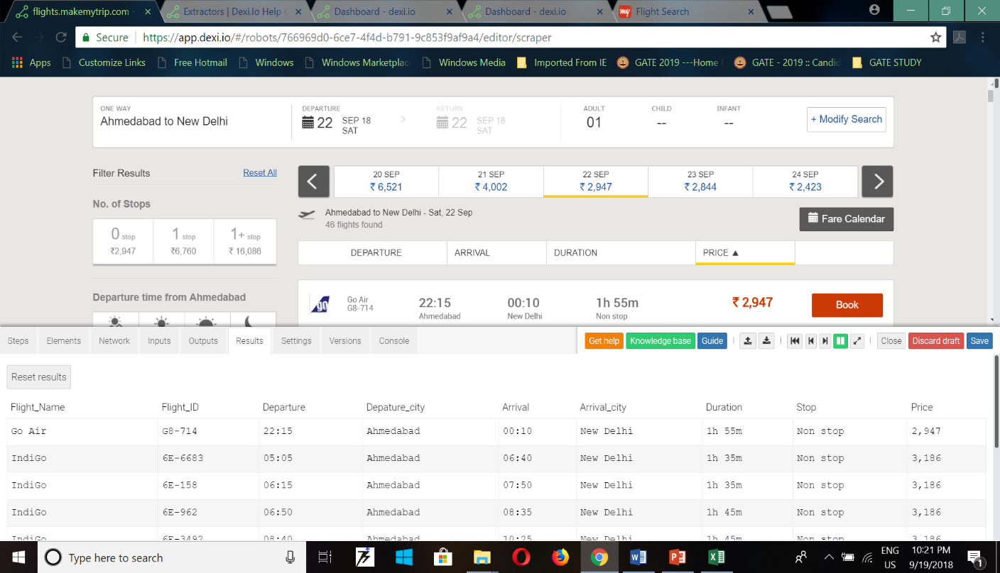 flights.makemytrip.com -
Extractors | Dexi.Io Help
Dashboard - dexi.io
Dashboard - dexi.io
my Flight Search
Secure https://app.dexi.io/#/robots/766969d0-6ce7-4f4d-b791-9c853f9af9a4/editor/scraper
Apps Customize Links Free Hotmail Windows Windows Marketplac Windows Media Imported From IE GATE 2019 ---Home GATE - 2019 :: Candid GATE STUDY
ONE WAY DEPARTURE RETURN ADULT CHILD INFANT
Ahmedabad to New Delhi 22 SEP 18 22 SEP 18 01 -- -- + Modify Search
SAT SAT
Filter Results Reset All
20 SEP 21 SEP 22 SEP 23 SEP 24 SEP
₹ 6,521 ₹ 4,002 ₹ 2,947 ₹ 2,844 ₹ 2,423
No. of Stops
Ahmedabad to New Delhi - Sat, 22 Sep
46 flights found
Fare Calendar
0 stop 1 stop 1+ stop
₹2,947 ₹6,760 ₹ 16,086
DEPARTURE ARRIVAL DURATION PRICE ▲
Departure time from Ahmedabad
go
Go Air 22:15 00:10 1h 55m ₹ 2,947 Book
G8-714 Ahmedabad New Delhi Non stop
Steps Elements Network Inputs Outputs Results Settings Versions Console Get help Knowledge base Guide Close Discard draft Save
Reset results
Flight_Name Flight_ID Departure Depature_city Arrival Arrival_city Duration Stop Price
Go Air G8-714 22:15 Ahmedabad 00:10 New Delhi 1h 55m Non stop 2,947
IndiGo 6E-6683 05:05 Ahmedabad 06:40 New Delhi 1h 35m Non stop 3,186
IndiGo 6E-158 06:15 Ahmedabad 07:50 New Delhi 1h 35m Non stop 3,186
IndiGo 6E-962 06:50 Ahmedabad 08:35 New Delhi 1h 45m Non stop 3,186
IndiGo 6E-3492 08:40 Ahmedabad 10:25 New Delhi 1h 45m Non stop 3,186
Type here to search
ENG 10:21 PM
US 9/19/2018 1